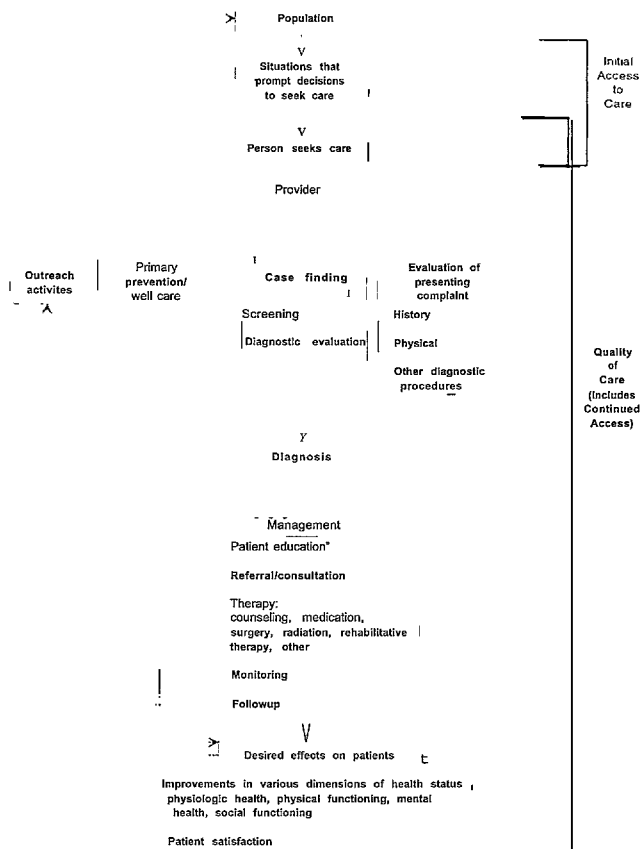 Population
Situations that
prompt decisions
to seek care
Person seeks care
Initial
Access
to
Care
Provider
Outreach
activites
Primary
prevention/
well care
Case finding
Screening
Diagnostic evaluation
Evaluation of
presenting
complaint
History
Physical
Other diagnostic
procedures
Quality
of
Care
(includes
Continued
Access)
Diagnosis
Management
Patient education*
Referral/consultation
Therapy:
counseling, medication,
surgery, radiation, rehabilitative
therapy, other
Monitoring
Followup
Desired effects on patients
Improvements in various dimensions of health status
physiologic health, physical functioning, mental
health, social functioning
Patient satisfaction